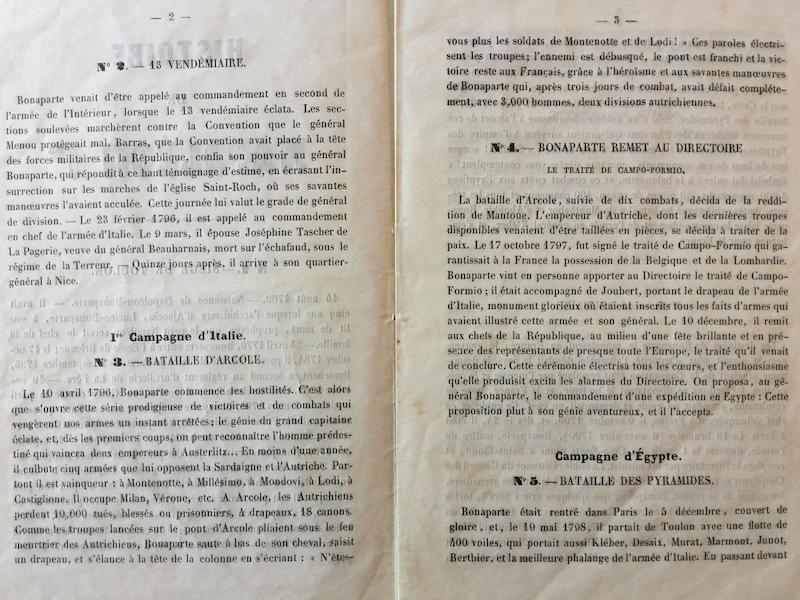 — 2 —
N° 2. — 13 VENDÉMIAIRE.
Bonaparte venait d'être appelé au commandement en second de
l'armée de l'Intérieur, lorsque le 13 vendémiaire éclata. Les sec-
tions soulevées marchèrent contre la Convention que le général
Menou protégeait mal. Barras, que la Convention avait placé à la tête
des forces militaires de la République, confia son pouvoir au général
Bonaparte, qui répondit à ce haut témoignage d'estime, en écrasant l'in-
surrection sur les marches de l'église Saint-Roch, où ses savantes
manœuvres l'avaient acculée. Cette journée lui valut le grade de général
de division. — Le 23 février 1796, il est appelé au commandement
en chef de l'armée d'Italie. Le 9 mars, il épouse Joséphine Tascher de
La Pagerie, veuve du général Beauharnais, mort sur l'échafaud, sous le
régime de la Terreur. — Quinze jours après, il arrive à son quartier-
général à Nice.
1re Campagne d'Italie.
N° 3. — BATAILLE D'ARCOLE.
Le 10 avril 1796, Bonaparte commence les hostilités. C'est alors
que s'ouvre cette série prodigieuse de victoires et de combats qui
vengèrent nos armes un instant arrêtées; le génie du grand capitaine
éclate, et, dès les premiers coups, on peut reconnaître l'homme prédes-
tiné qui vaincra deux empereurs à Austerlitz... En moins d'une année,
il culbute cinq armées que lui opposent la Sardaigne et l'Autriche. Par-
tout il est vainqueur : à Montenotte, à Millésimo, à Mondovi, à Lodi, à
Castiglione. Il occupe Milan, Vérone, etc. A Arcole, les Autrichiens
perdent 10,000 tués, blessés ou prisonniers, 4 drapeaux, 18 canons.
Comme les troupes lancées sur le pont d'Arcole pliaient sous le feu
meurtrier des Autrichiens, Bonaparte saute à bas de son cheval, saisit
un drapeau, et s'élance à la tête de la colonne en s'écriant : « N'êtes-
— 3 —
vous plus les soldats de Montenotte et de Lodi ! » Ces paroles électri-
sent les troupes; l'ennemi est débusqué, le pont est franchi et la vic-
toire reste aux Français, grâce à l'héroïsme et aux savantes manœuvres
de Bonaparte qui, après trois jours de combat, avait défait complète-
ment, avec 3,000 hommes, deux divisions autrichiennes.
N° 4. — BONAPARTE REMET AU DIRECTOIRE
LE TRAITÉ DE CAMPO-FORMIO.
La bataille d'Arcole, suivie de dix combats, décida de la reddi-
tion de Mantoue. L'empereur d'Autriche, dont les dernières troupes
disponibles venaient d'être taillées en pièces, se décida à traiter de la
paix. Le 17 octobre 1797, fut signé le traité de Campo-Formio qui ga-
rantissait à la France la possession de la Belgique et de la Lombardie.
Bonaparte vint en personne apporter au Directoire le traité de Campo-
Formio ; il était accompagné de Joubert, portant le drapeau de l'armée
d'Italie, monument glorieux où étaient inscrits tous les faits d'armes qui
avaient illustré cette armée et son général. Le 10 décembre, il remit
aux chefs de la République, au milieu d'une fête brillante et en pré-
sence des représentants de presque toute l'Europe, le traité qu'il venait
de conclure. Cette cérémonie électrisa tous les cœurs, et l'enthousiasme
qu'elle produisit excita les alarmes du Directoire. On proposa, au gé-
néral Bonaparte, le commandement d'une expédition en Egypte : Cette
proposition plut à son génie aventureux, et il l'accepta.
Campagne d'Égypte.
N° 5. — BATAILLE DES PYRAMIDES.
Bonaparte était rentré dans Paris le 5 décembre, couvert de
gloire, et, le 19 mai 1798, il partait de Toulon avec une flotte de
400 voiles, qui portait aussi Kléber, Desaix, Murat, Marmont, Junot,
Berthier, et la meilleure phalange de l'armée d'Italie. En passant devant